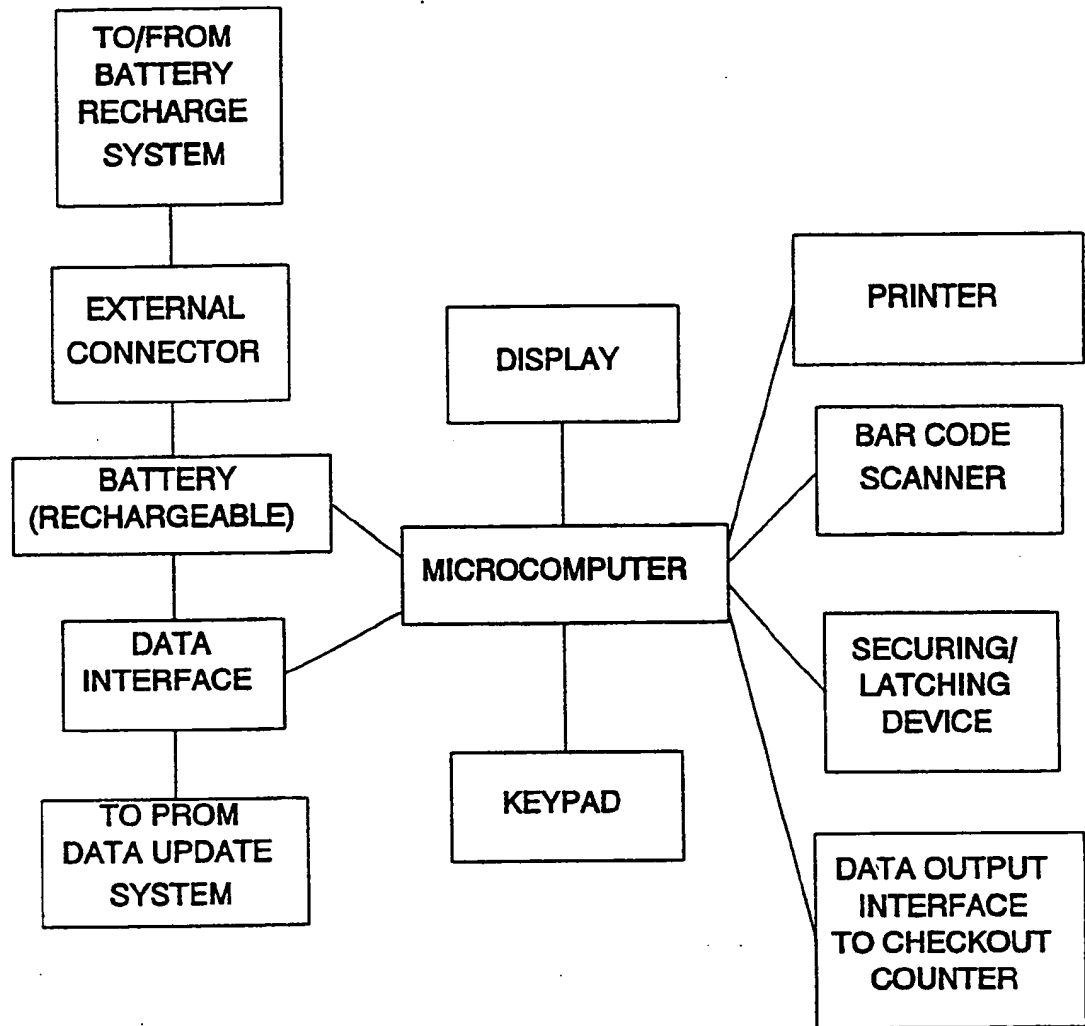 TO/FROM
BATTERY
RECHARGE
SYSTEM
EXTERNAL
CONNECTOR
BATTERY
(RECHARGEABLE)
DATA
INTERFACE
TO PROM
DATA UPDATE
SYSTEM
DISPLAY
MICROCOMPUTER
KEYPAD
PRINTER
BAR CODE
SCANNER
SECURING/
LATCHING
DEVICE
DATA OUTPUT
INTERFACE
TO CHECKOUT
COUNTER